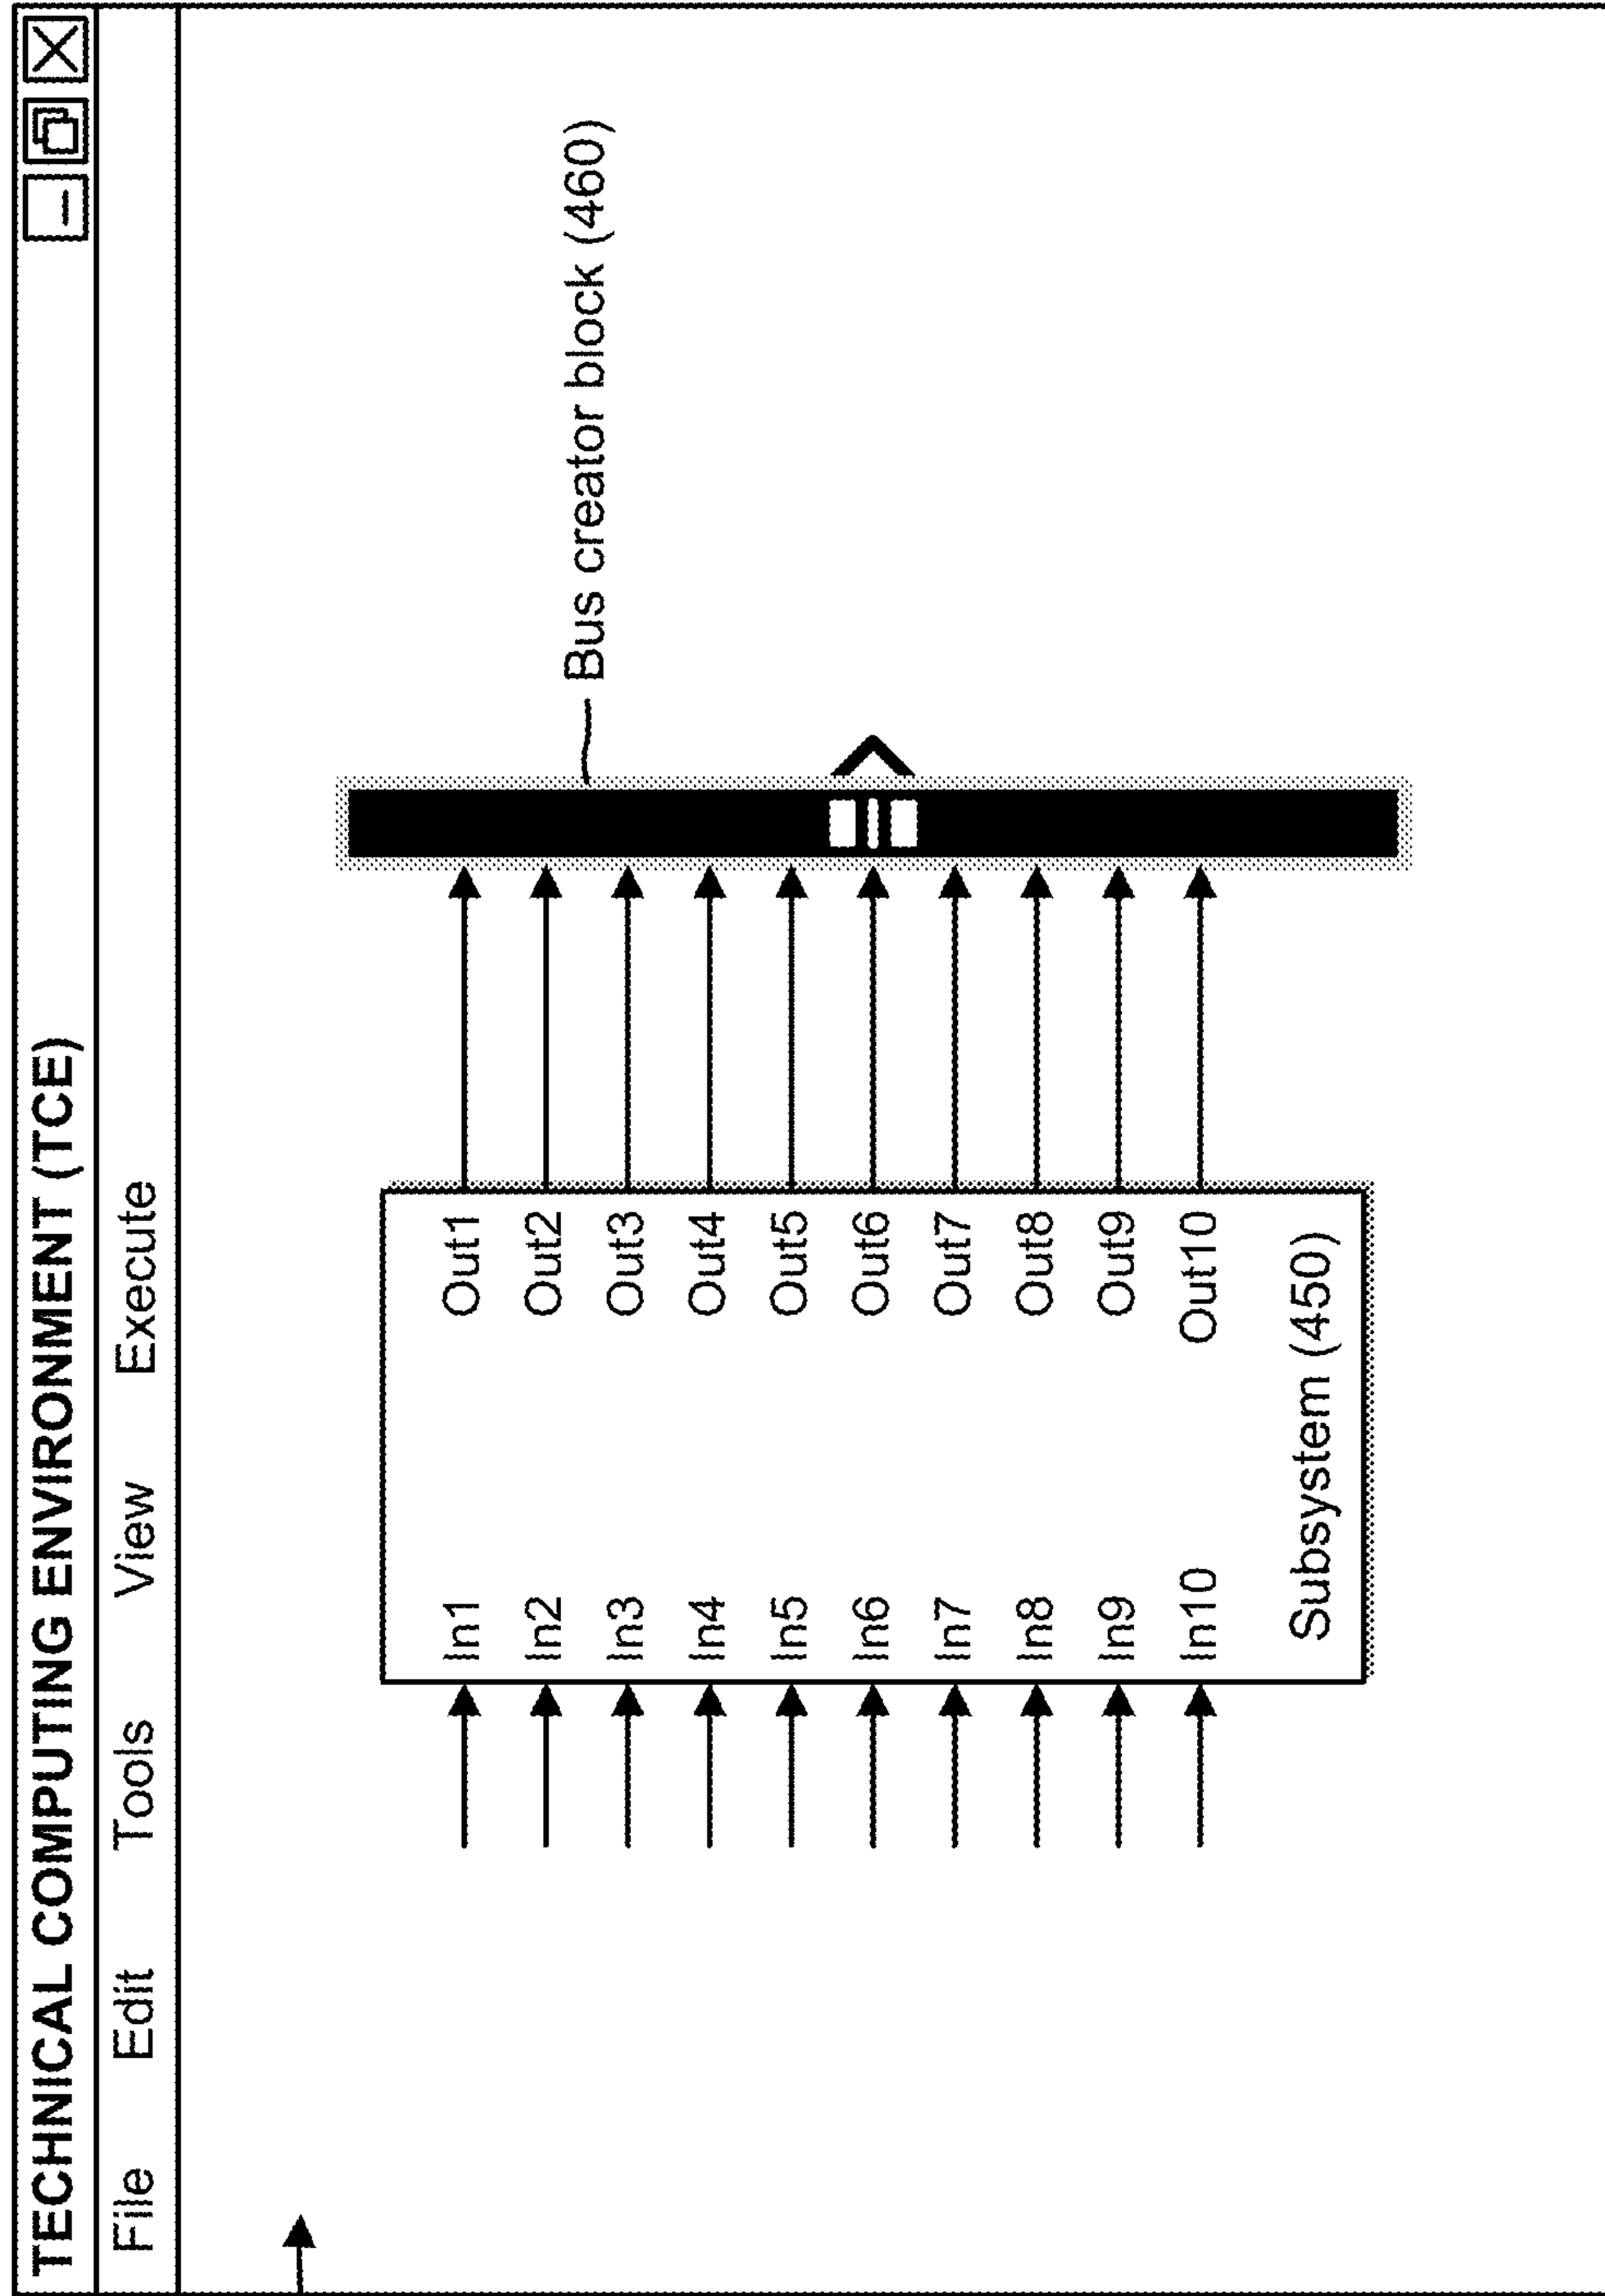 TECHNICAL COMPUTING ENVIRONMENT (TCE)
File Edit Tools View Execute
Bus creator block (460)
In1 Out1
In2 Out2
In3 Out3
In4 Out4
In5 Out5
In6 Out6
In7 Out7
In8 Out8
In9 Out9
In10 Out10
Subsystem (450)